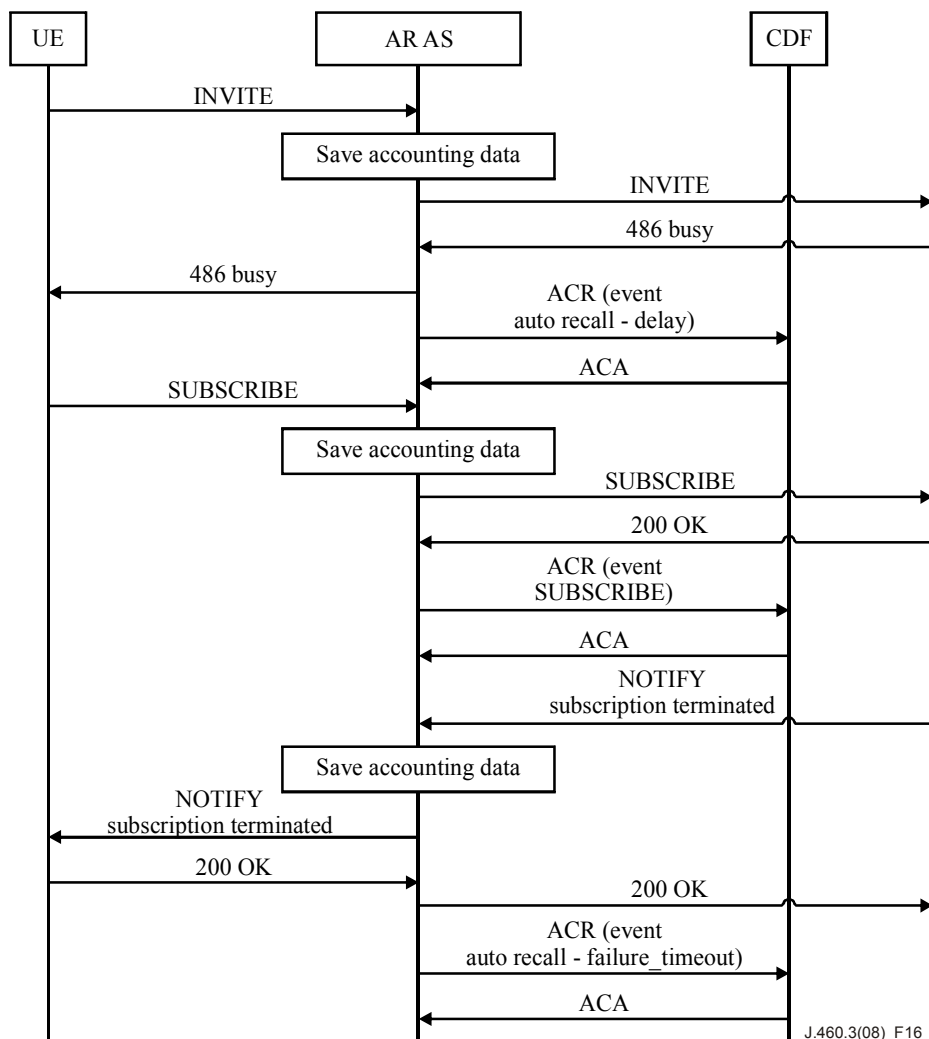 UE
AR AS
CDF
INVITE
Save accounting data
INVITE
486 busy
486 busy
ACR (event
auto recall - delay)
ACA
SUBSCRIBE
Save accounting data
SUBSCRIBE
200 OK
ACR (event
SUBSCRIBE)
ACA
NOTIFY
subscription terminated
Save accounting data
NOTIFY
subscription terminated
200 OK
200 OK
ACR (event
auto recall - failure_timeout)
ACA
J.460.3(08)_F16